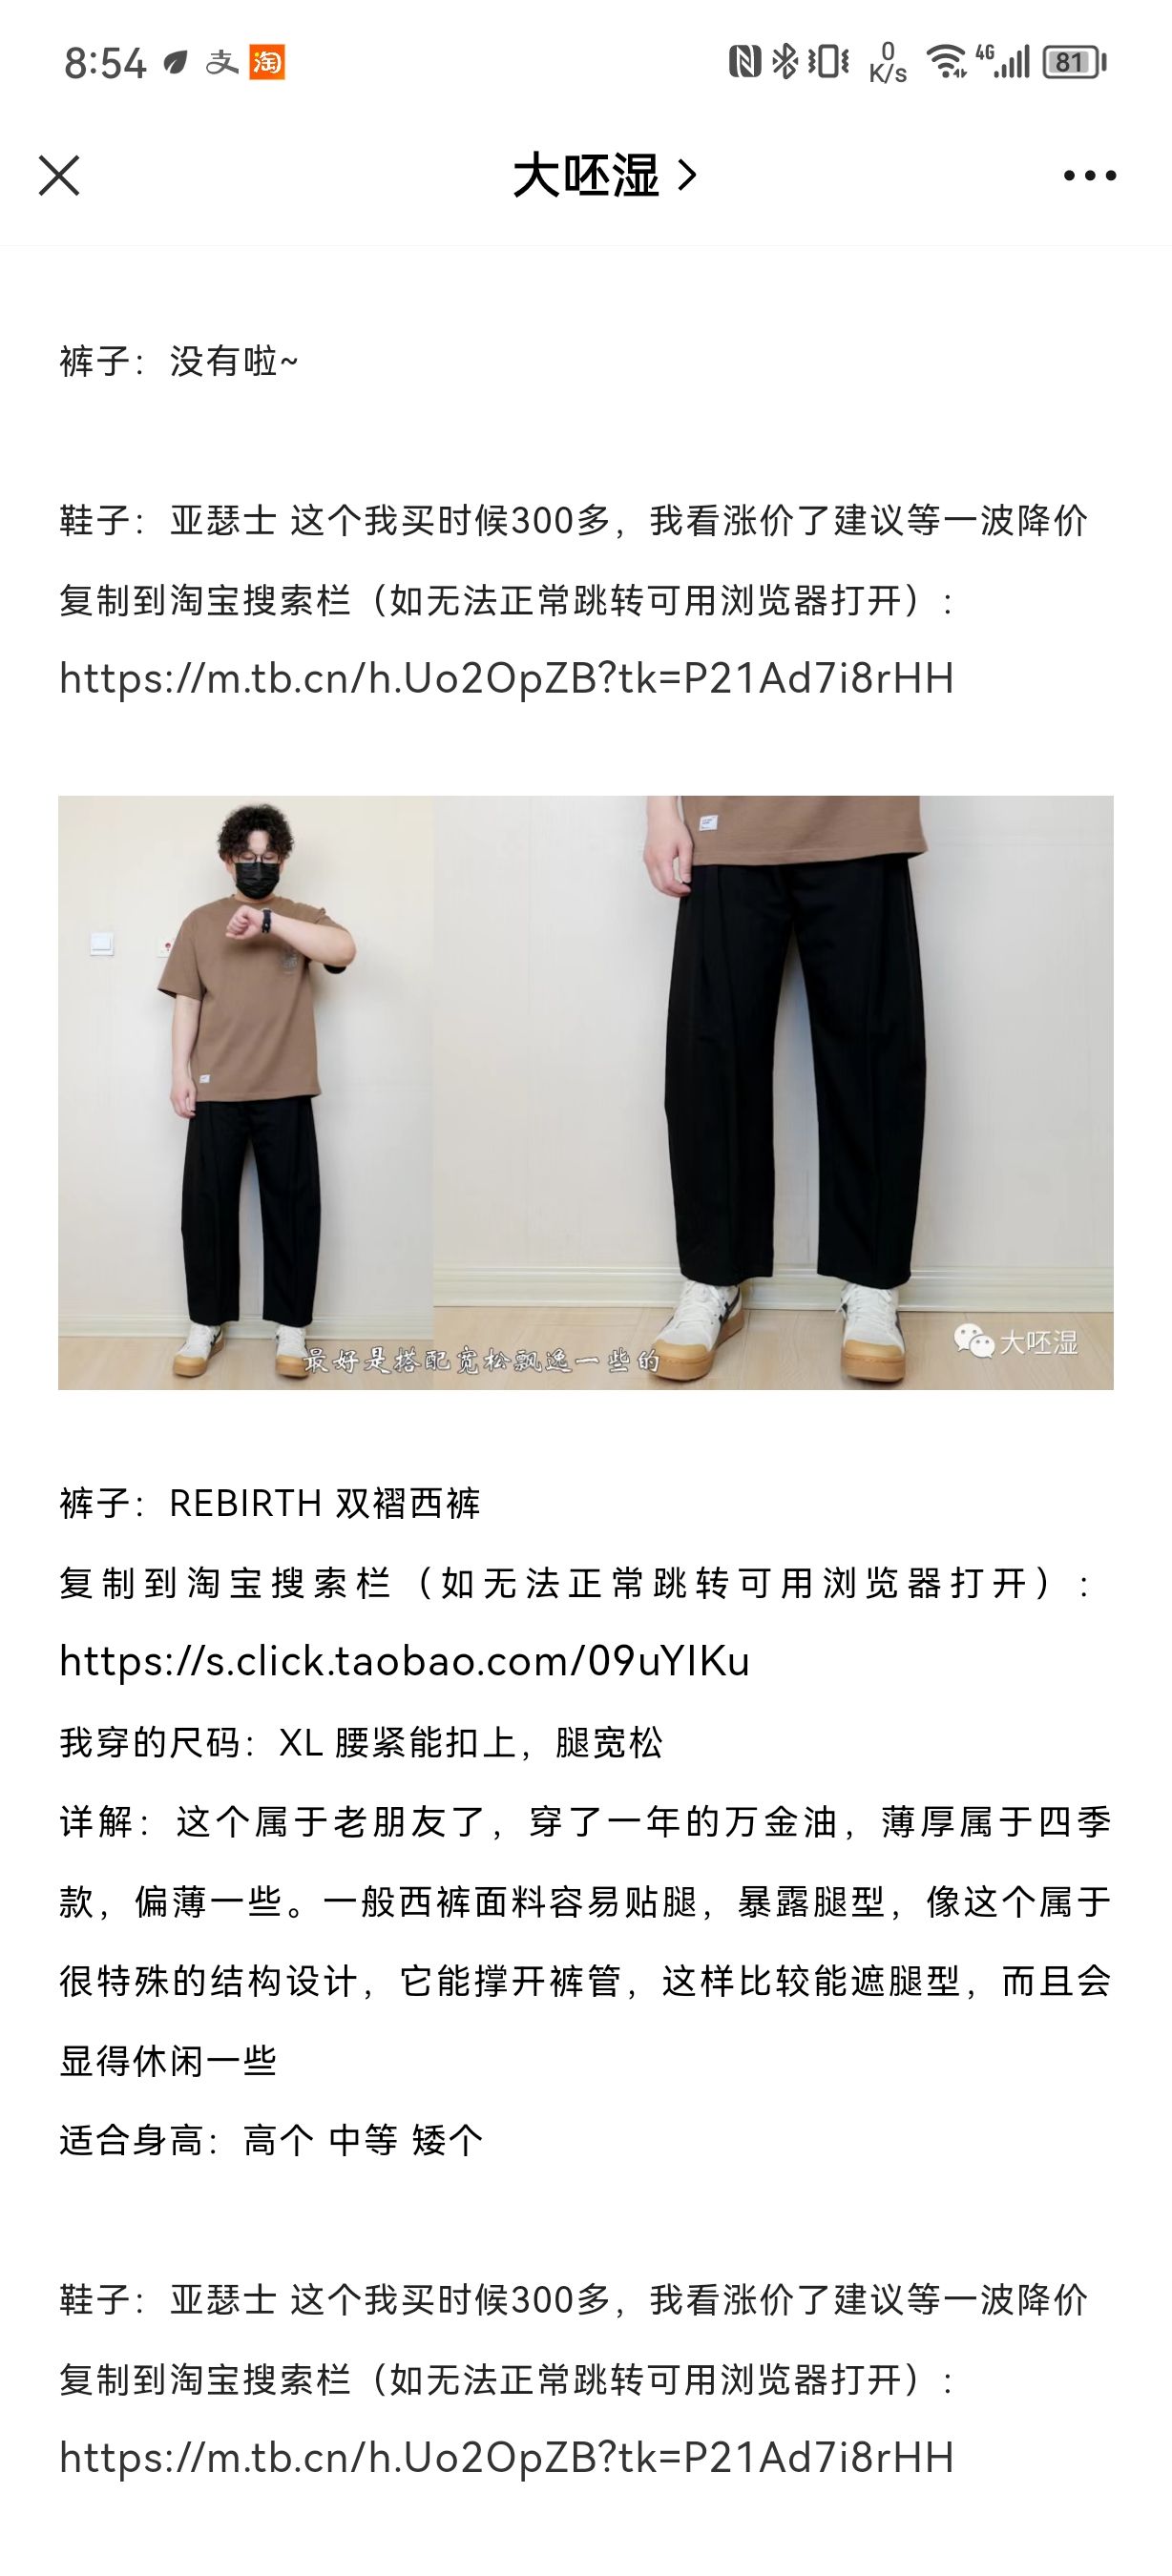 8:54 支 淘 0 K/s 4G 81
大呸湿
裤子：没有啦~
鞋子：亚瑟士 这个我买时候300多，我看涨价了建议等一波降价
复制到淘宝搜索栏（如无法正常跳转可用浏览器打开）：
https://m.tb.cn/h.Uo2OpZB?tk=P21Ad7i8rHH
最好是搭配宽松飘逸一些的
大呸湿
裤子：REBIRTH 双褶西裤
复制到淘宝搜索栏（如无法正常跳转可用浏览器打开）：
https://s.click.taobao.com/09uYIKu
我穿的尺码：XL 腰紧能扣上，腿宽松
详解：这个属于老朋友了，穿了一年的万金油，薄厚属于四季
款，偏薄一些。一般西裤面料容易贴腿，暴露腿型，像这个属于
很特殊的结构设计，它能撑开裤管，这样比较能遮腿型，而且会
显得休闲一些
适合身高：高个 中等 矮个
鞋子：亚瑟士 这个我买时候300多，我看涨价了建议等一波降价
复制到淘宝搜索栏（如无法正常跳转可用浏览器打开）：
https://m.tb.cn/h.Uo2OpZB?tk=P21Ad7i8rHH